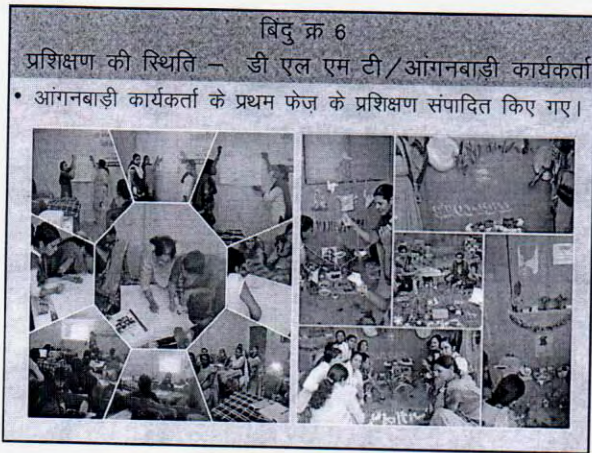 बिंदु क्र 6
प्रशिक्षण की स्थिति – डी एल एम टी/आंगनबाड़ी कार्यकर्ता
• आंगनबाड़ी कार्यकर्ता के प्रथम फेज़ के प्रशिक्षण संपादित किए गए।